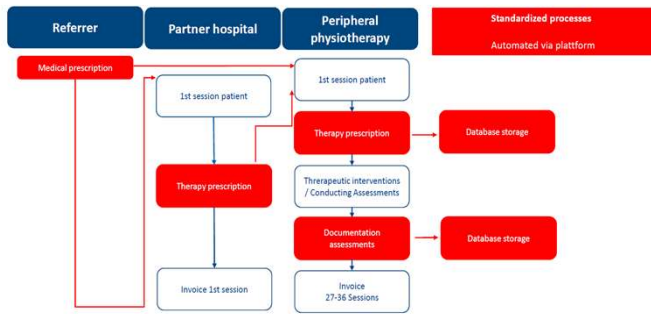 Referrer
Partner hospital
Peripheral
physiotherapy
Standardized processes
Automated via plattform
Medical prescription
1st session patient
1st session patient
Therapy prescription
Database storage
Therapy prescription
Threrapeutic interventions
/ Conducting Assessments
Documentation
assessments
Database storage
Invoice 1st session
Invoice
27-36 Sessions